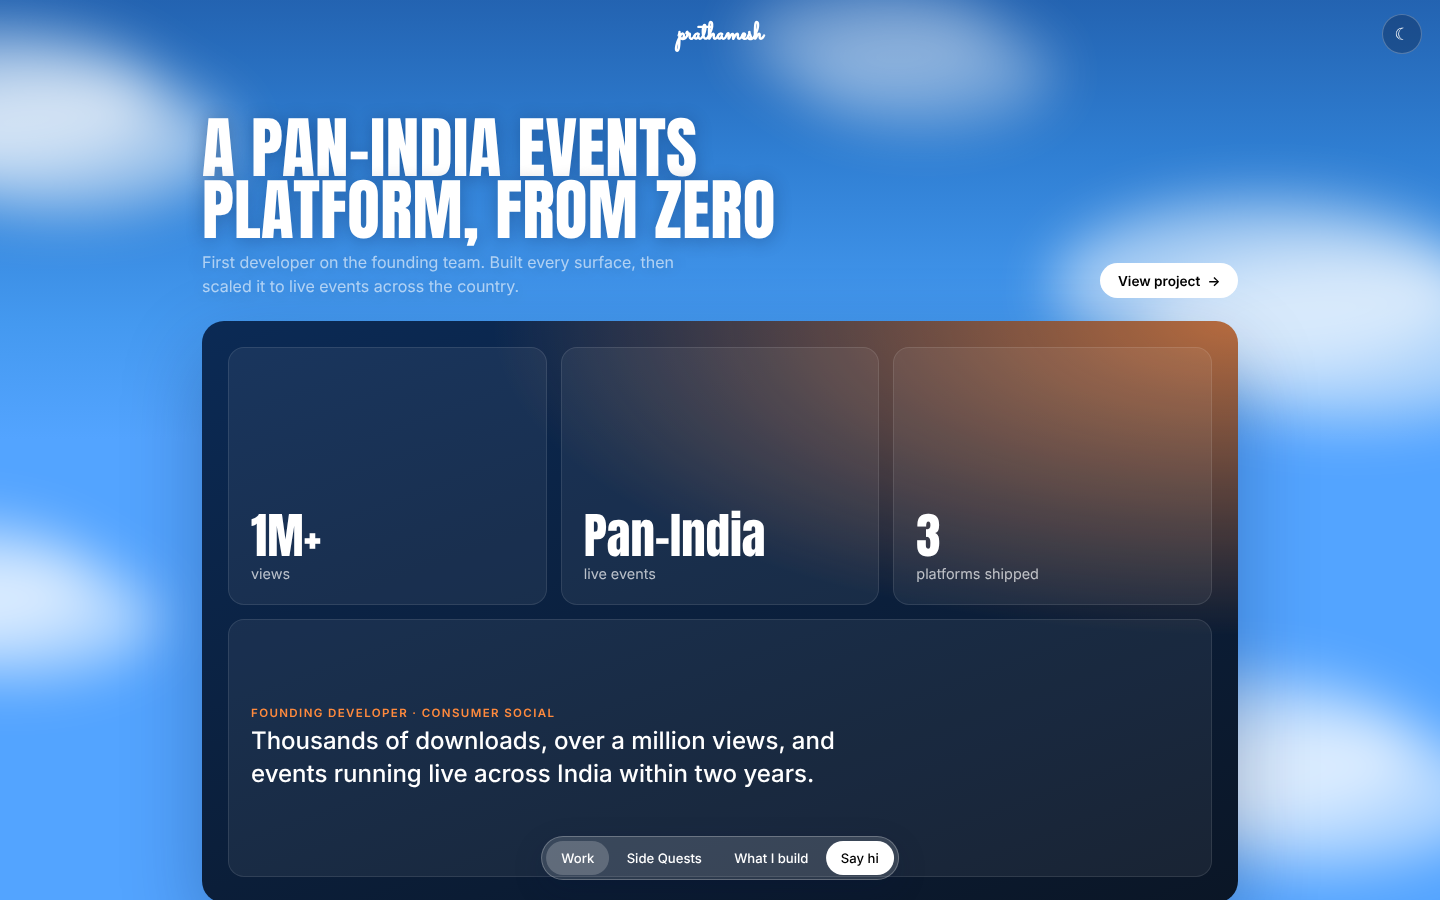 prathamesh
A PAN-INDIA EVENTS
PLATFORM, FROM ZERO
First developer on the founding team. Built every surface, then
scaled it to live events across the country.
View project →
1M+
views
Pan-India
live events
3
platforms shipped
FOUNDING DEVELOPER · CONSUMER SOCIAL
Thousands of downloads, over a million views, and
events running live across India within two years.
Work Side Quests What I build Say hi